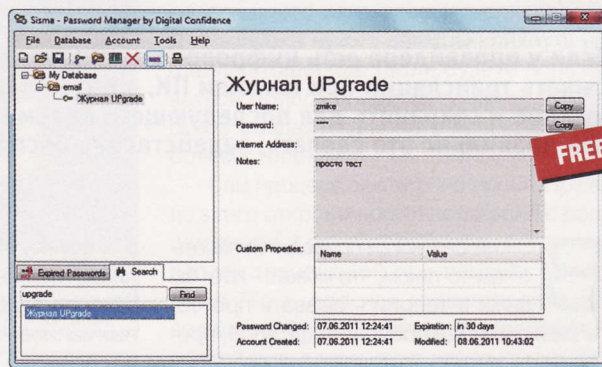 Sisma - Password Manager by Digital Confidence
File Database Account Tools Help
My Database
email
Журнал UPgrade
Журнал UPgrade
User Name: zmike Copy
Password: **** Copy
Internet Address:
Notes: просто тест
Custom Properties: Name Value
Expired Passwords Search
upgrade Find
Журнал UPgrade
Password Changed: 07.06.2011 12:24:41 Expiration: in 30 days
Account Created: 07.06.2011 12:24:41 Modified: 08.06.2011 10:43:02
FREE